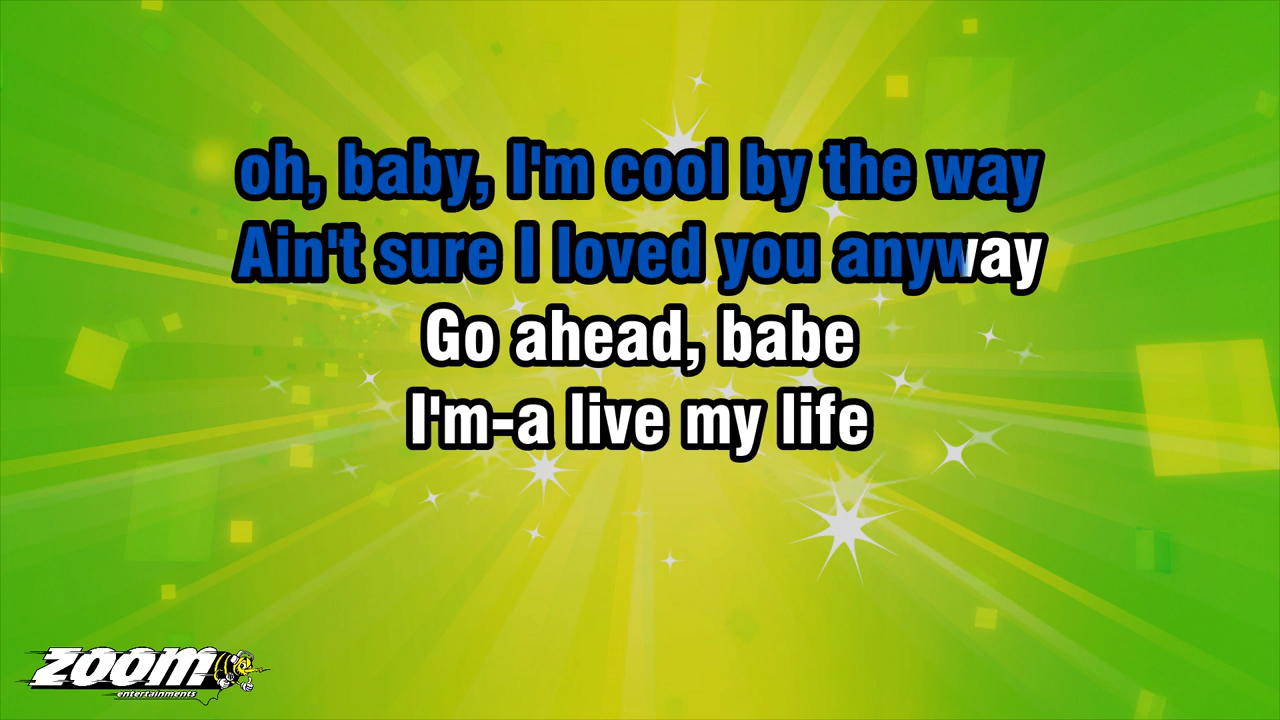 oh, baby, I'm cool by the way
Ain't sure I loved you anyway
Go ahead, babe
I'm-a live my life
zoom
entertainments